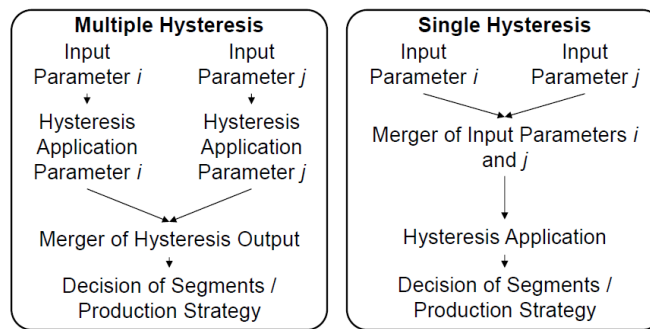 Multiple Hysteresis
Input
Parameter i
Input
Parameter j
Hysteresis
Application
Parameter i
Hysteresis
Application
Parameter j
Merger of Hysteresis Output
Decision of Segments /
Production Strategy
Single Hysteresis
Input
Parameter i
Input
Parameter j
Merger of Input Parameters i
and j
Hysteresis Application
Decision of Segments /
Production Strategy